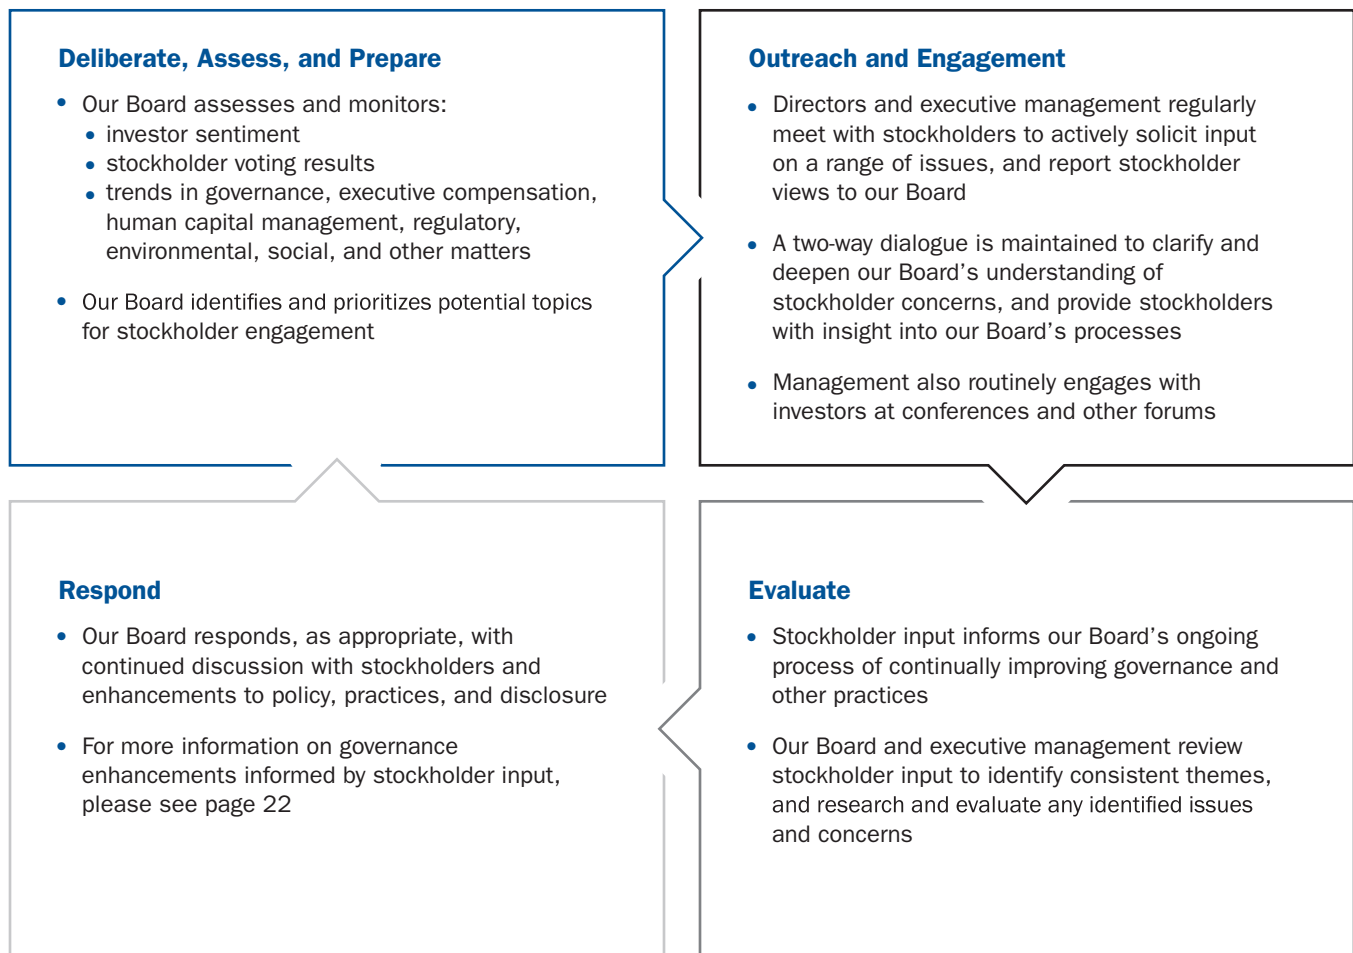 Deliberate, Assess, and Prepare
• Our Board assesses and monitors:
• investor sentiment
• stockholder voting results
• trends in governance, executive compensation,
human capital management, regulatory,
environmental, social, and other matters
• Our Board identifies and prioritizes potential topics
for stockholder engagement
Outreach and Engagement
• Directors and executive management regularly
meet with stockholders to actively solicit input
on a range of issues, and report stockholder
views to our Board
• A two-way dialogue is maintained to clarify and
deepen our Board’s understanding of
stockholder concerns, and provide stockholders
with insight into our Board’s processes
• Management also routinely engages with
investors at conferences and other forums
Respond
• Our Board responds, as appropriate, with
continued discussion with stockholders and
enhancements to policy, practices, and disclosure
• For more information on governance
enhancements informed by stockholder input,
please see page 22
Evaluate
• Stockholder input informs our Board’s ongoing
process of continually improving governance and
other practices
• Our Board and executive management review
stockholder input to identify consistent themes,
and research and evaluate any identified issues
and concerns